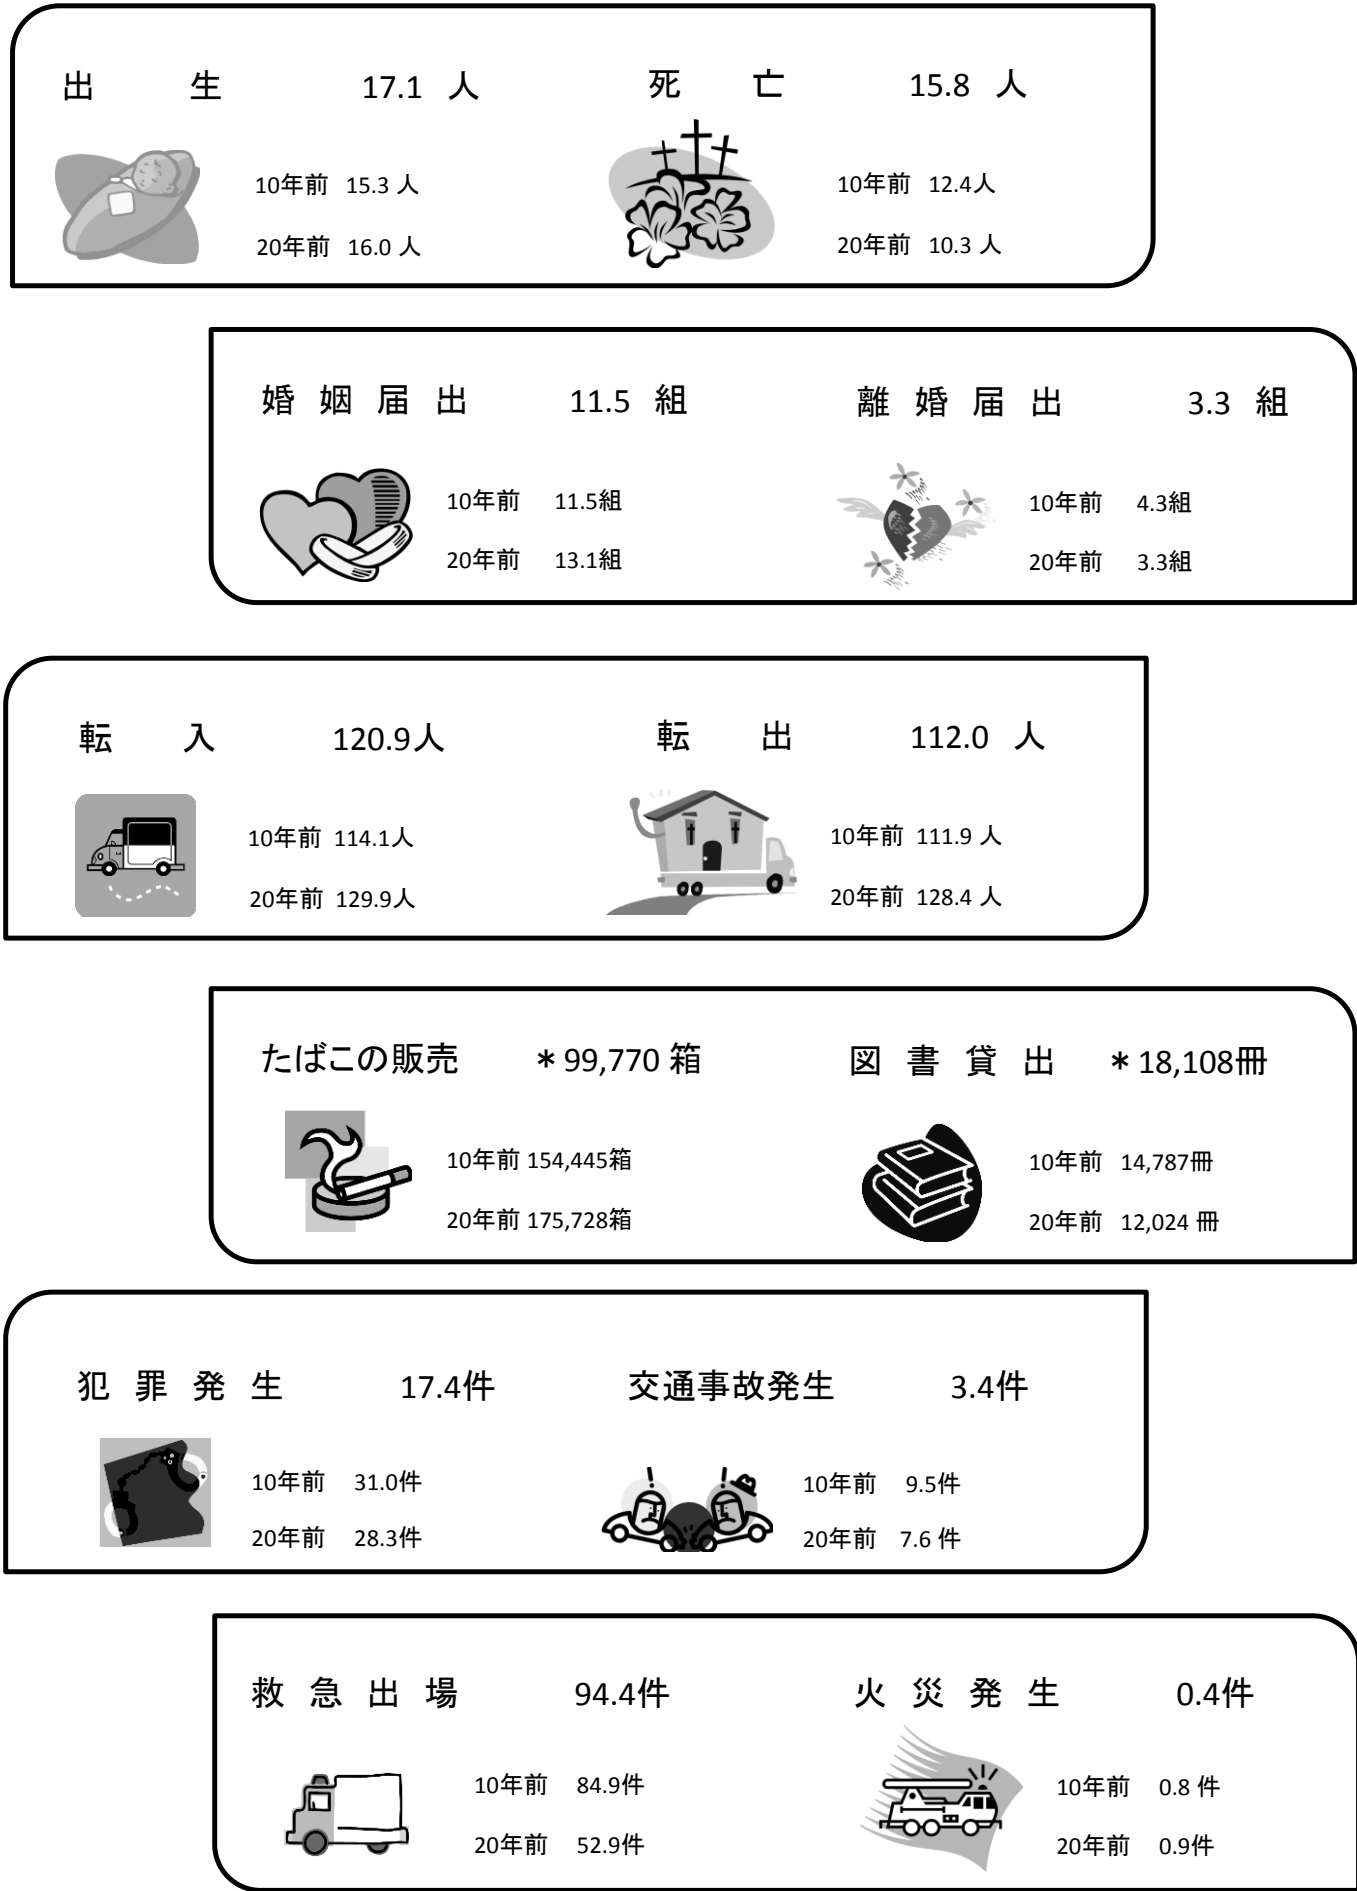 出　生　17.1 人　死　亡　15.8 人
10年前 15.3 人　10年前 12.4人
20年前 16.0 人　20年前 10.3 人
婚 姻 届 出　11.5 組　離 婚 届 出　3.3 組
10年前 11.5組　10年前 4.3組
20年前 13.1組　20年前 3.3組
転　入　120.9人　転　出　112.0 人
10年前 114.1人　10年前 111.9 人
20年前 129.9人　20年前 128.4 人
たばこの販売　＊99,770 箱　図 書 貸 出　＊18,108冊
10年前 154,445箱　10年前 14,787冊
20年前 175,728箱　20年前 12,024 冊
犯 罪 発 生　17.4件　交通事故発生　3.4件
10年前 31.0件　10年前 9.5件
20年前 28.3件　20年前 7.6 件
救 急 出 場　94.4件　火 災 発 生　0.4件
10年前 84.9件　10年前 0.8 件
20年前 52.9件　20年前 0.9件